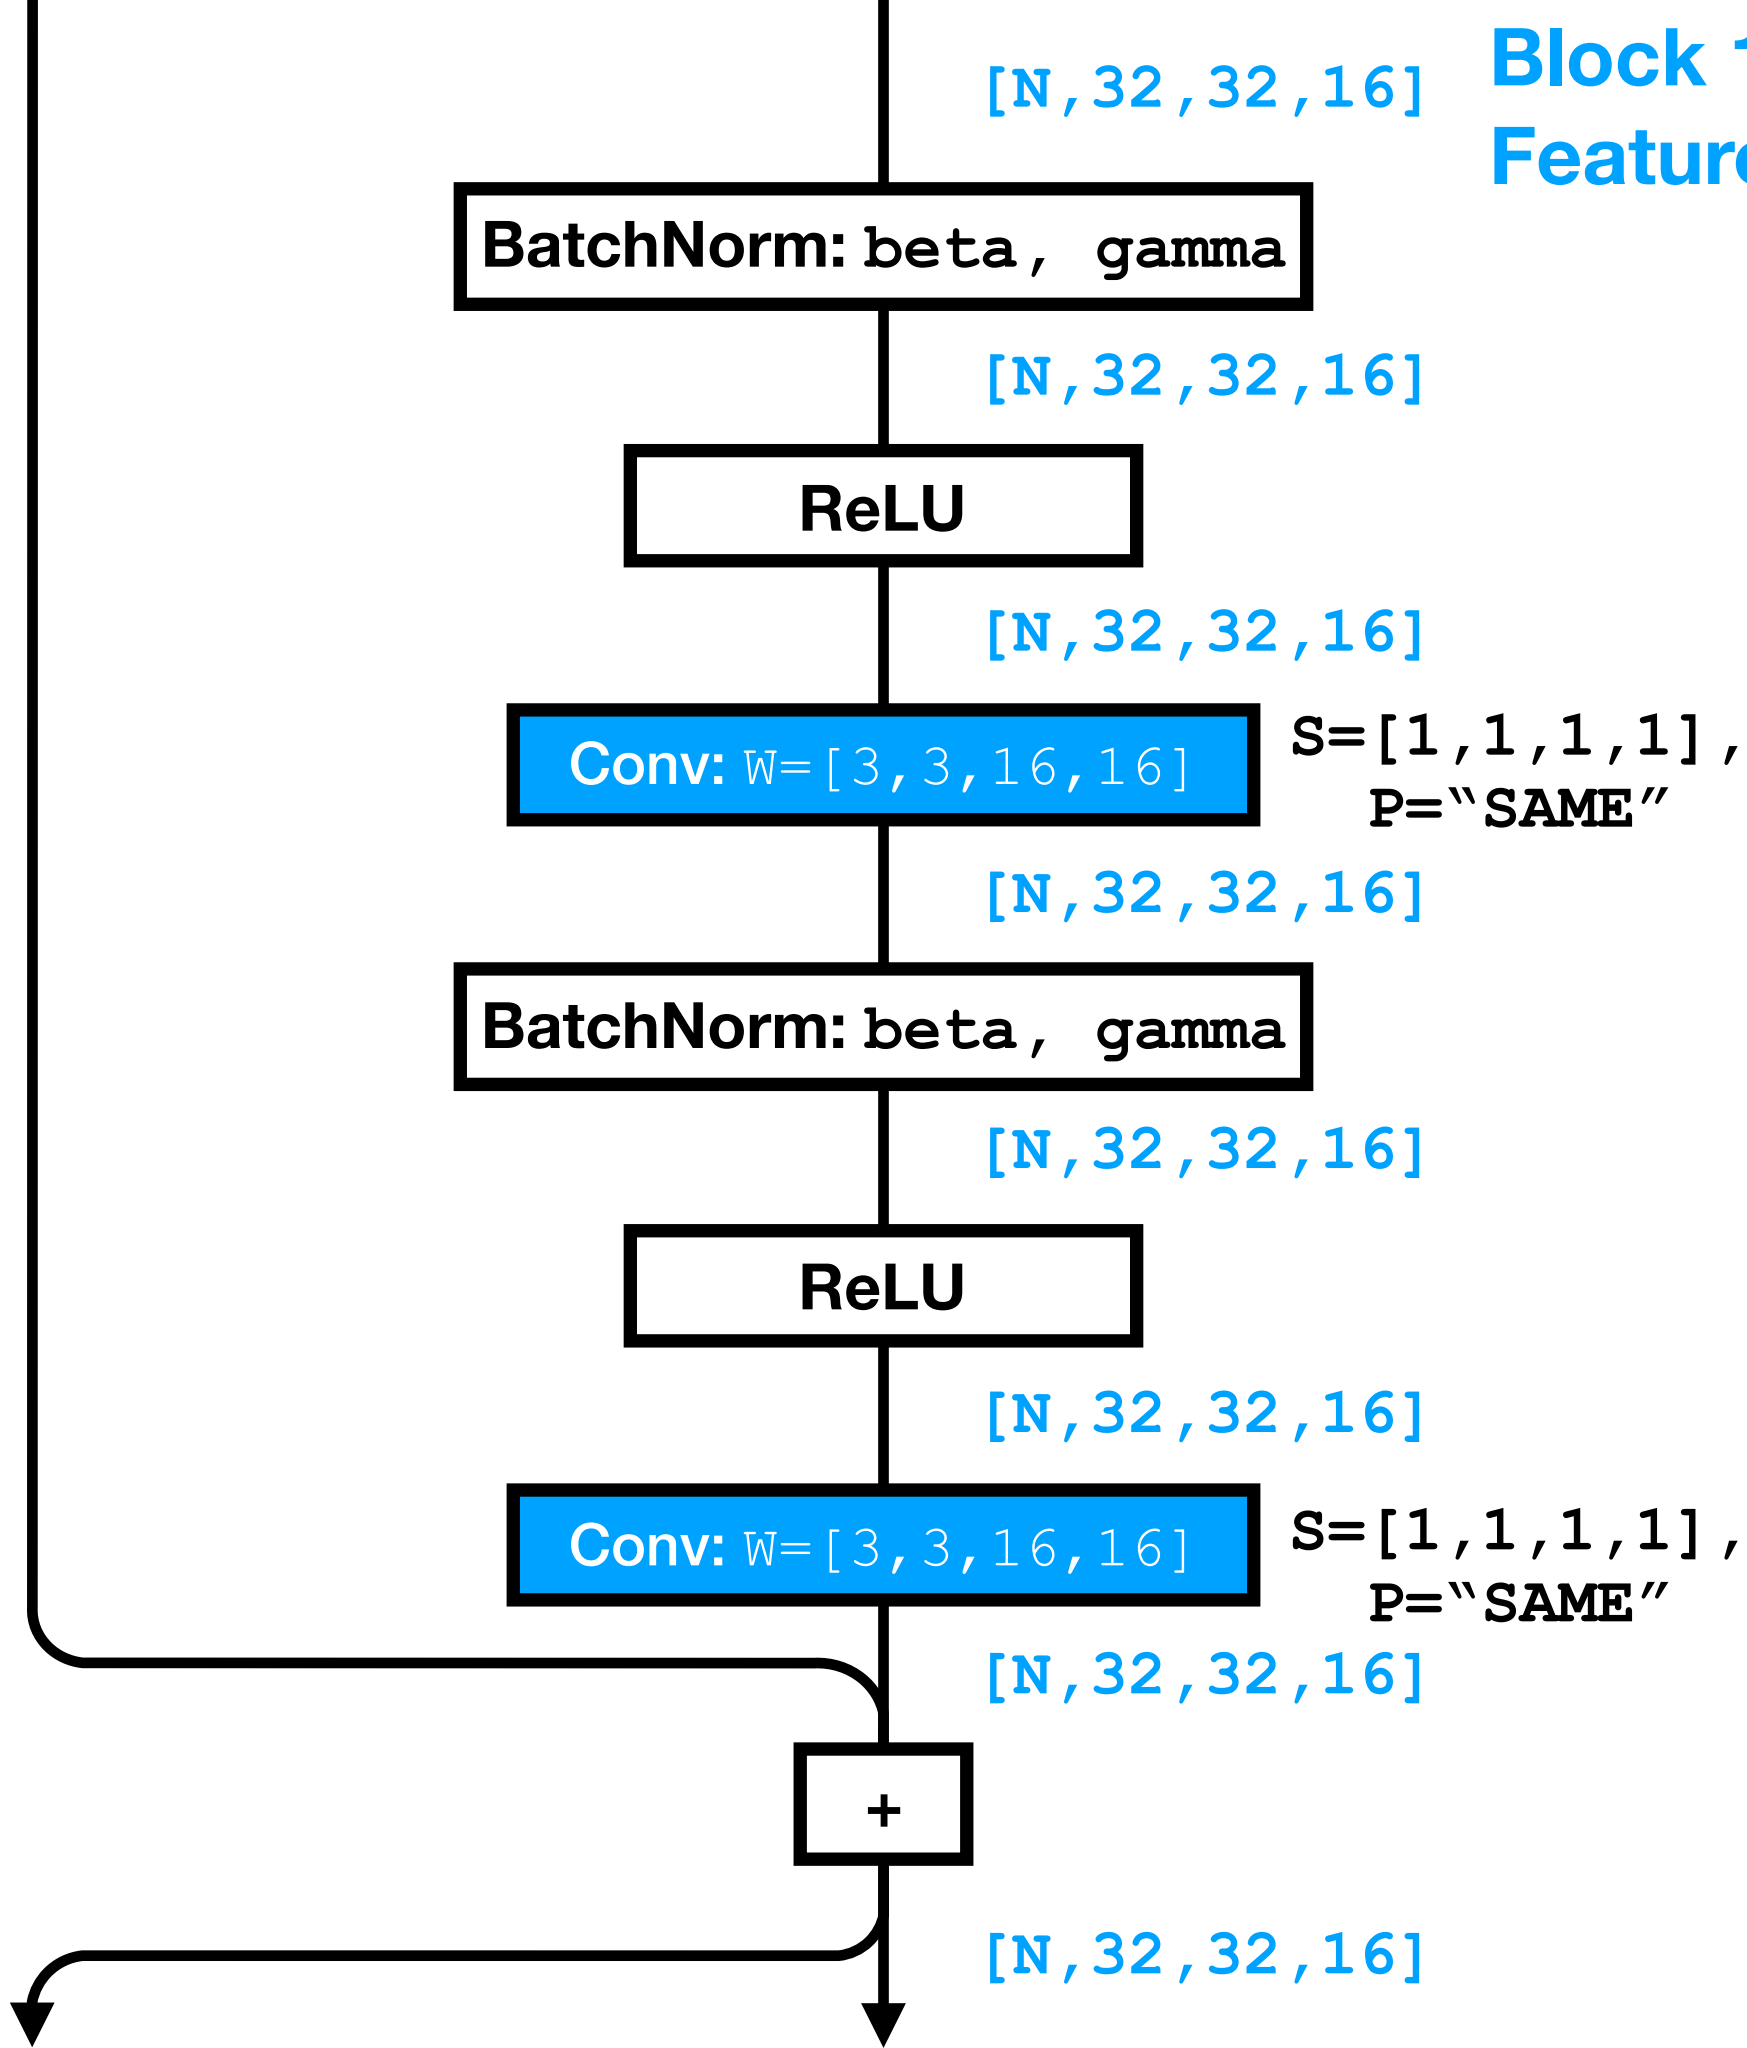 [N,32,32,16]
Block
BatchNorm: beta, gamma
[N,32,32,16]
ReLU
[N,32,32,16]
Conv: W=[3,3,16,16]
S=[1,1,1,1],
P=“SAME”
[N,32,32,16]
BatchNorm: beta, gamma
[N,32,32,16]
ReLU
[N,32,32,16]
Conv: W=[3,3,16,16]
S=[1,1,1,1],
P=“SAME”
[N,32,32,16]
+
[N,32,32,16]